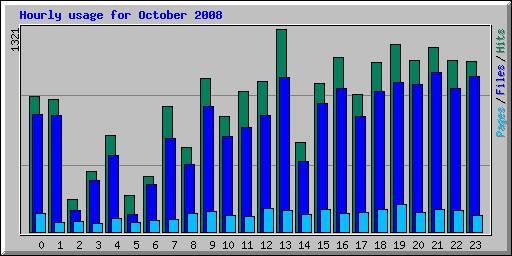 Hourly usage for October 2008
1321
Pages / Files / Hits
0 1 2 3 4 5 6 7 8 9 10 11 12 13 14 15 16 17 18 19 20 21 22 23